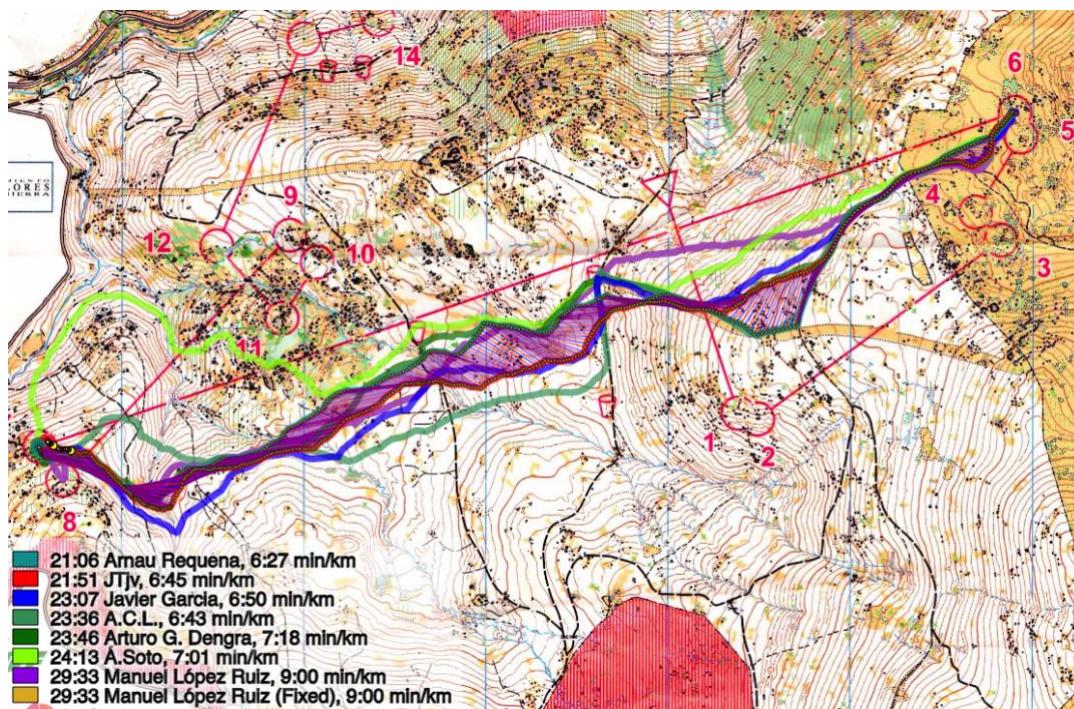 14
6
5
MIENTO
ORES
IERRA
9
4
12
10
3
11
1
2
8
21:06 Arnau Requena, 6:27 min/km
21:51 JTjv, 6:45 min/km
23:07 Javier Garcia, 6:50 min/km
23:36 A.C.L., 6:43 min/km
23:46 Arturo G. Dengra, 7:18 min/km
24:13 A.Soto, 7:01 min/km
29:33 Manuel López Ruiz, 9:00 min/km
29:33 Manuel López Ruiz (Fixed), 9:00 min/km